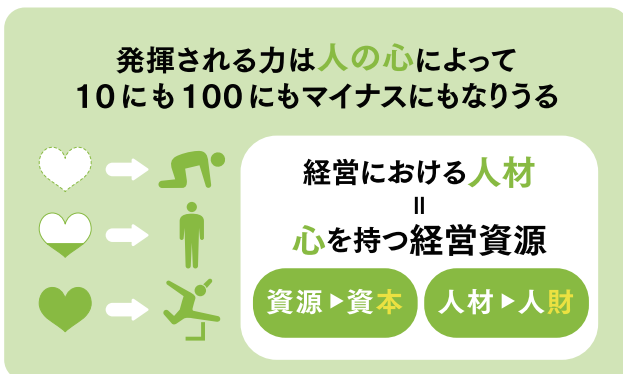 発揮される力は人の心によって
10にも100にもマイナスにもなりうる
経営における人材
=
心を持つ経営資源
資源▶資本
人材▶人財